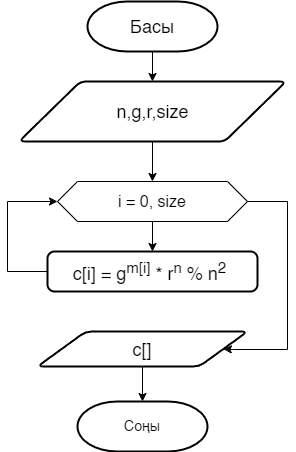 Басы
n,g,r,size
i = 0, size
c[i] = g^m[i] * r^n % n^2
c[]
Соңы